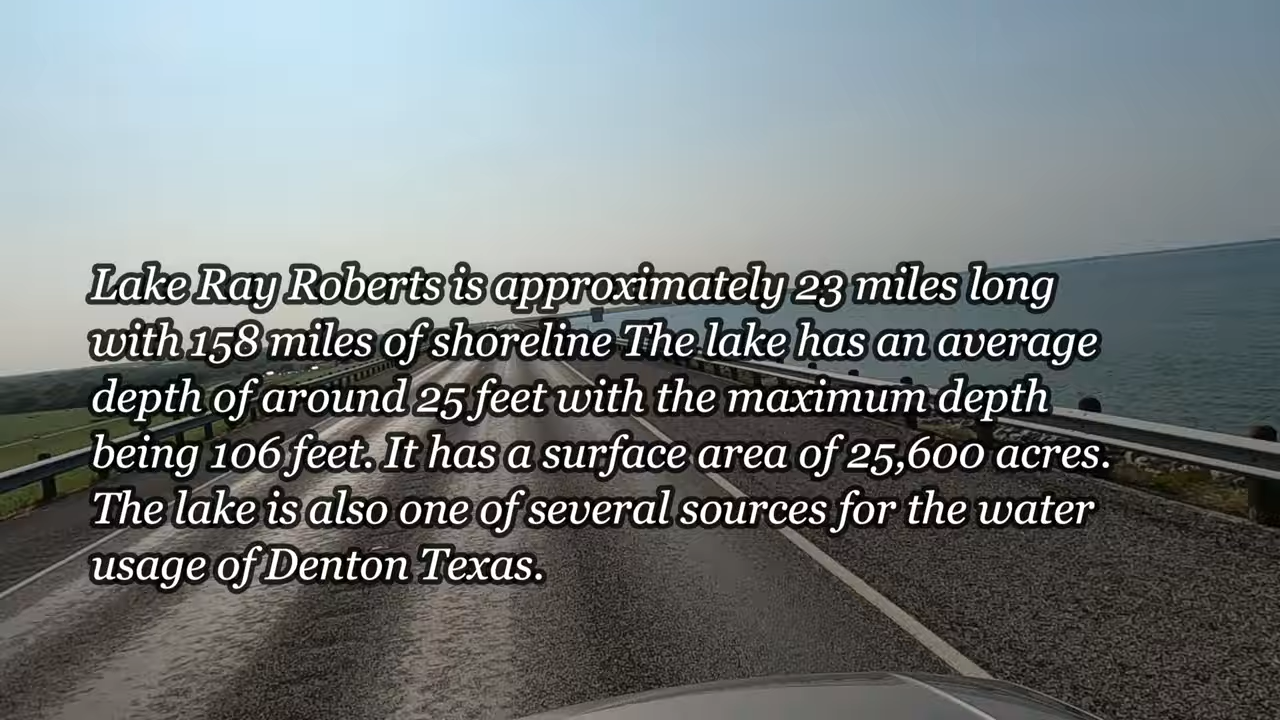 Lake Ray Roberts is approximately 23 miles long
with 158 miles of shoreline The lake has an average
depth of around 25 feet with the maximum depth
being 106 feet. It has a surface area of 25,600 acres.
The lake is also one of several sources for the water
usage of Denton Texas.